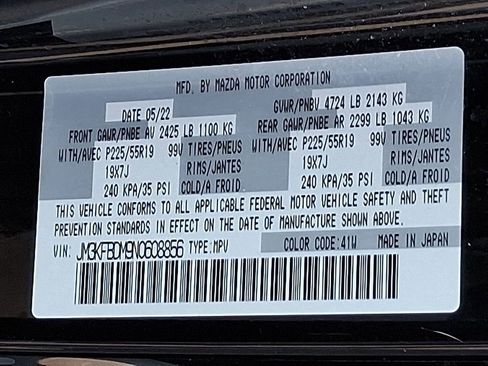 MFD. BY MAZDA MOTOR CORPORATION
DATE 05/22 GVWR/PNBV 4724 LB 2143 KG
FRONT GAWR/PNBE AV 2425 LB 1100 KG REAR GAWR/PNBE AR 2299 LB 1043 KG
WITH/AVEC P225/55R19 99V TIRES/PNEUS WITH/AVEC P225/55R19 99V TIRES/PNEUS
19X7J RIMS/JANTES 19X7J RIMS/JANTES
240 KPA/35 PSI COLD/A FROID 240 KPA/35 PSI COLD/A FROID
THIS VEHICLE CONFORMS TO ALL APPLICABLE FEDERAL MOTOR VEHICLE SAFETY AND THEFT
PREVENTION STANDARDS IN EFFECT ON THE DATE OF MANUFACTURE SHOWN ABOVE.
VIN: JM3KFBDM9N0608856 TYPE:MPV COLOR CODE:41W MADE IN JAPAN